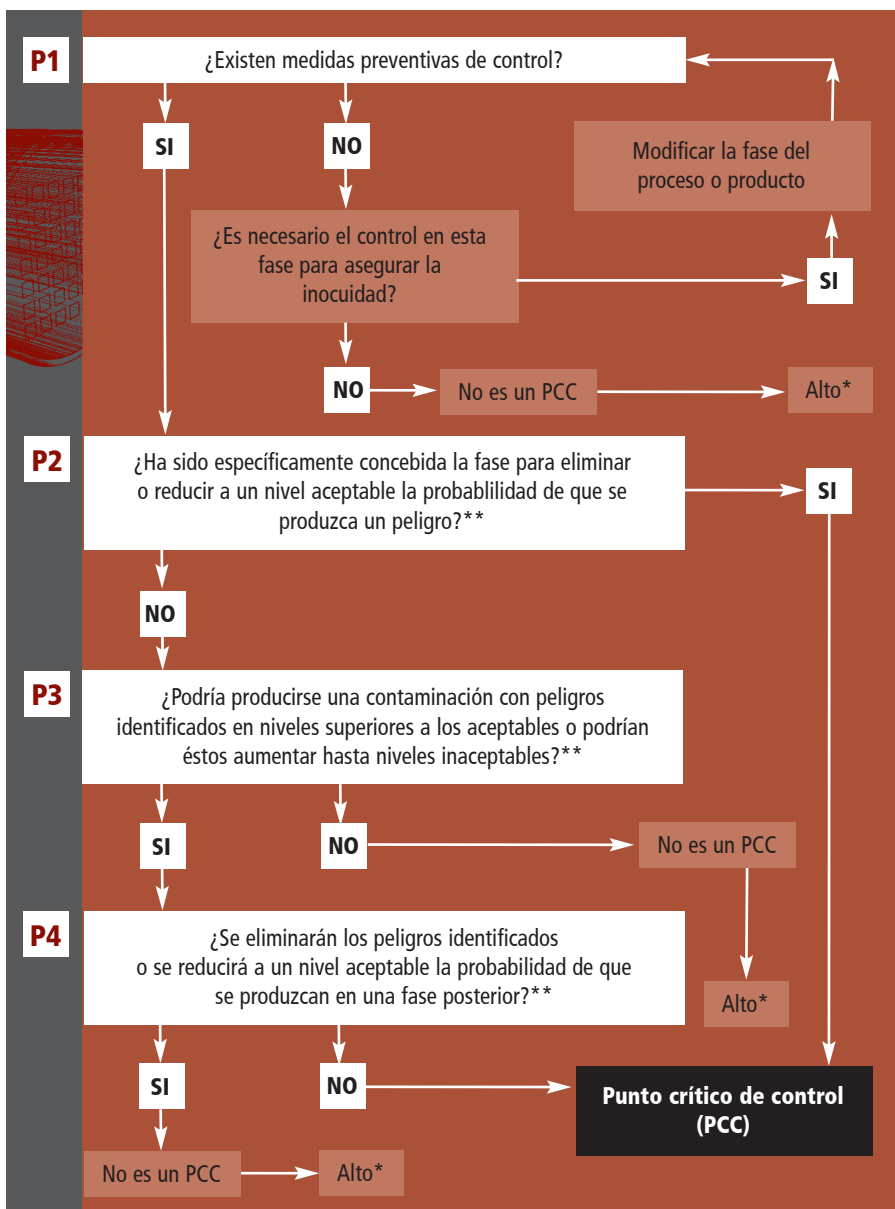 P1
¿Existen medidas preventivas de control?
SI
NO
Modificar la fase del
proceso o producto
¿Es necesario el control en esta
fase para asegurar la
inocuidad?
SI
NO
No es un PCC
Alto*
P2
¿Ha sido específicamente concebida la fase para eliminar
o reducir a un nivel aceptable la probablilidad de que se
produzca un peligro?**
SI
NO
P3
¿Podría producirse una contaminación con peligros
identificados en niveles superiores a los aceptables o podrían
éstos aumentar hasta niveles inaceptables?**
SI
NO
No es un PCC
Alto*
P4
¿Se eliminarán los peligros identificados
o se reducirá a un nivel aceptable la probabilidad de que
se produzcan en una fase posterior?**
SI
NO
Punto crítico de control
(PCC)
No es un PCC
Alto*